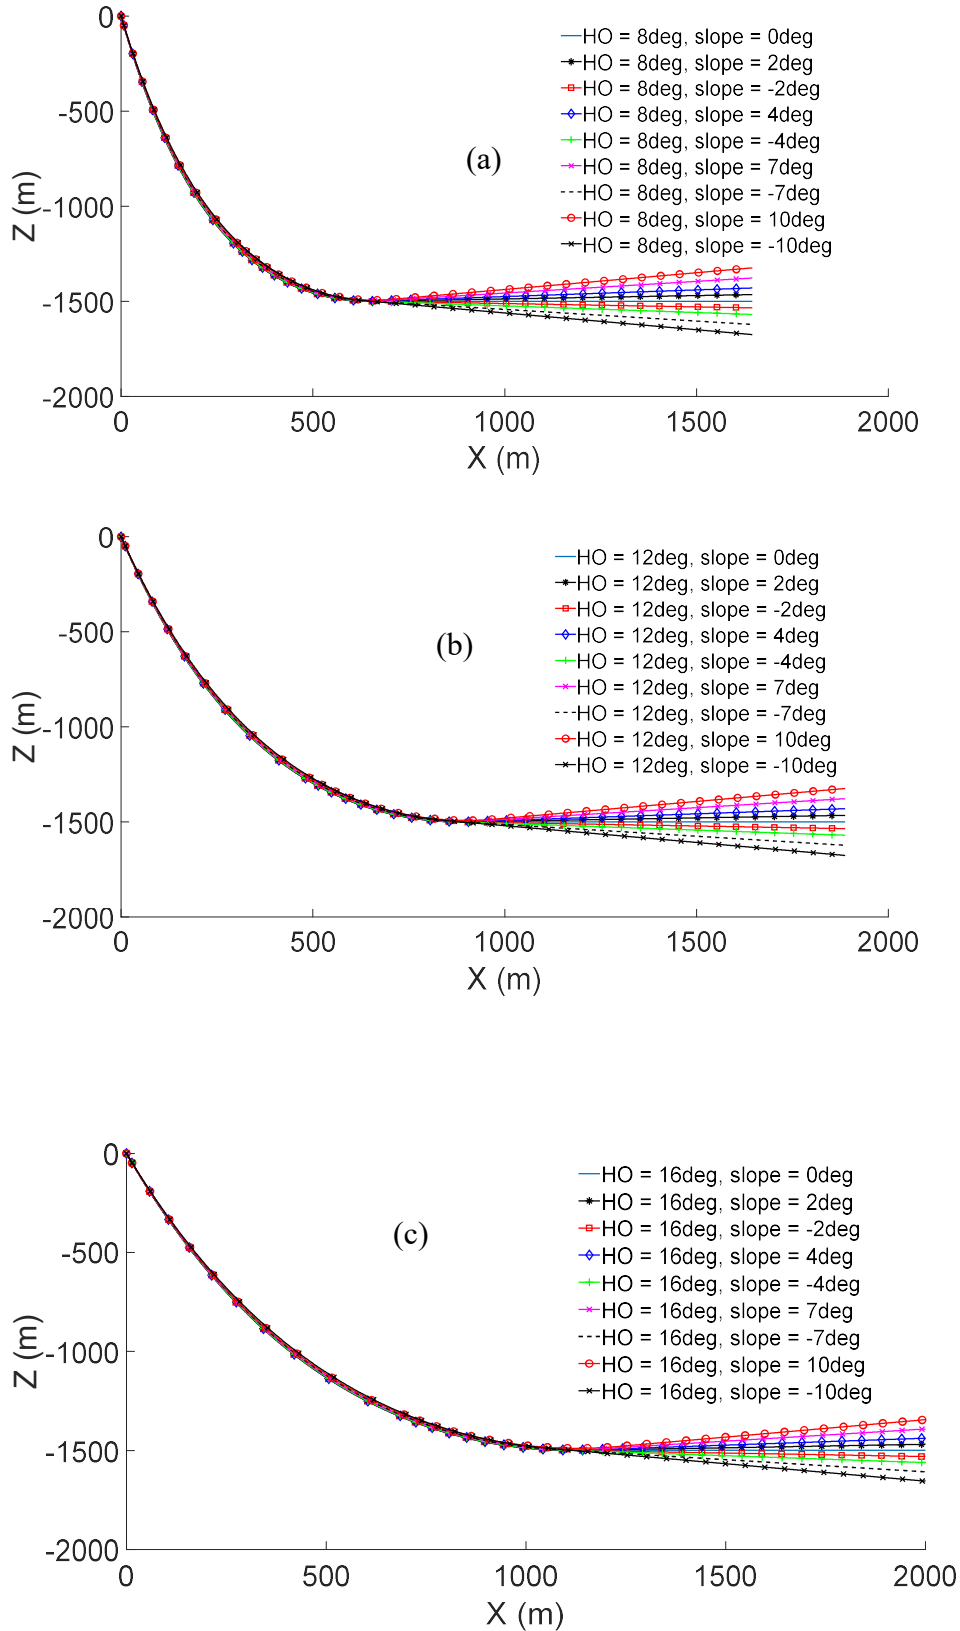 0
-500
-1000
-1500
-2000
Z (m)
HO = 8deg, slope = 0deg
HO = 8deg, slope = 2deg
HO = 8deg, slope = -2deg
HO = 8deg, slope = 4deg
HO = 8deg, slope = -4deg
HO = 8deg, slope = 7deg
HO = 8deg, slope = -7deg
HO = 8deg, slope = 10deg
HO = 8deg, slope = -10deg
(a)
0 500 1000 1500 2000
X (m)
0
-500
-1000
-1500
-2000
Z (m)
HO = 12deg, slope = 0deg
HO = 12deg, slope = 2deg
HO = 12deg, slope = -2deg
HO = 12deg, slope = 4deg
HO = 12deg, slope = -4deg
HO = 12deg, slope = 7deg
HO = 12deg, slope = -7deg
HO = 12deg, slope = 10deg
HO = 12deg, slope = -10deg
(b)
0 500 1000 1500 2000
X (m)
0
-500
-1000
-1500
-2000
Z (m)
HO = 16deg, slope = 0deg
HO = 16deg, slope = 2deg
HO = 16deg, slope = -2deg
HO = 16deg, slope = 4deg
HO = 16deg, slope = -4deg
HO = 16deg, slope = 7deg
HO = 16deg, slope = -7deg
HO = 16deg, slope = 10deg
HO = 16deg, slope = -10deg
(c)
0 500 1000 1500 2000
X (m)